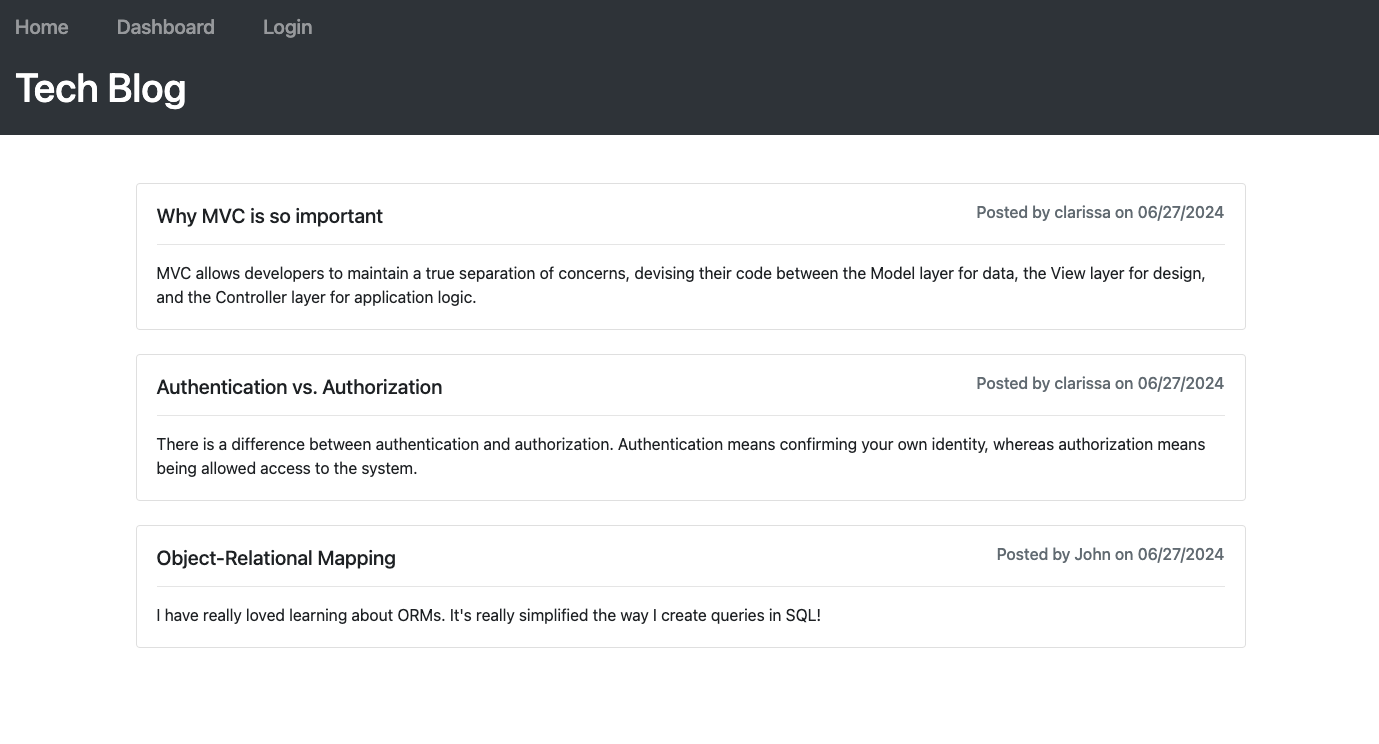 Home Dashboard Login
Tech Blog
Why MVC is so important
Posted by clarissa on 06/27/2024
MVC allows developers to maintain a true separation of concerns, devising their code between the Model layer for data, the View layer for design,
and the Controller layer for application logic.
Authentication vs. Authorization
Posted by clarissa on 06/27/2024
There is a difference between authentication and authorization. Authentication means confirming your own identity, whereas authorization means
being allowed access to the system.
Object-Relational Mapping
Posted by John on 06/27/2024
I have really loved learning about ORMs. It's really simplified the way I create queries in SQL!